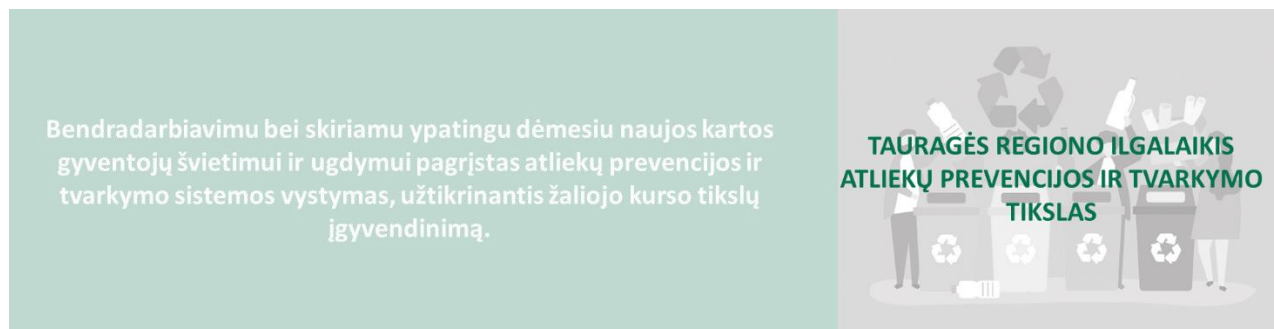 Bendradarbiavimu bei skiriamu ypatingu dėmesiu naujos kartos
gyventojų švietimui ir ugdymui pagrįstas atliekų prevencijos ir
tvarkymo sistemos vystymas, užtikrinantis žaliojo kurso tikslų
įgyvendinimą.
TAURAGĖS REGIONO ILGALAIKIS
ATLIEKŲ PREVENCIJOS IR TVARKYMO
TIKSLAS